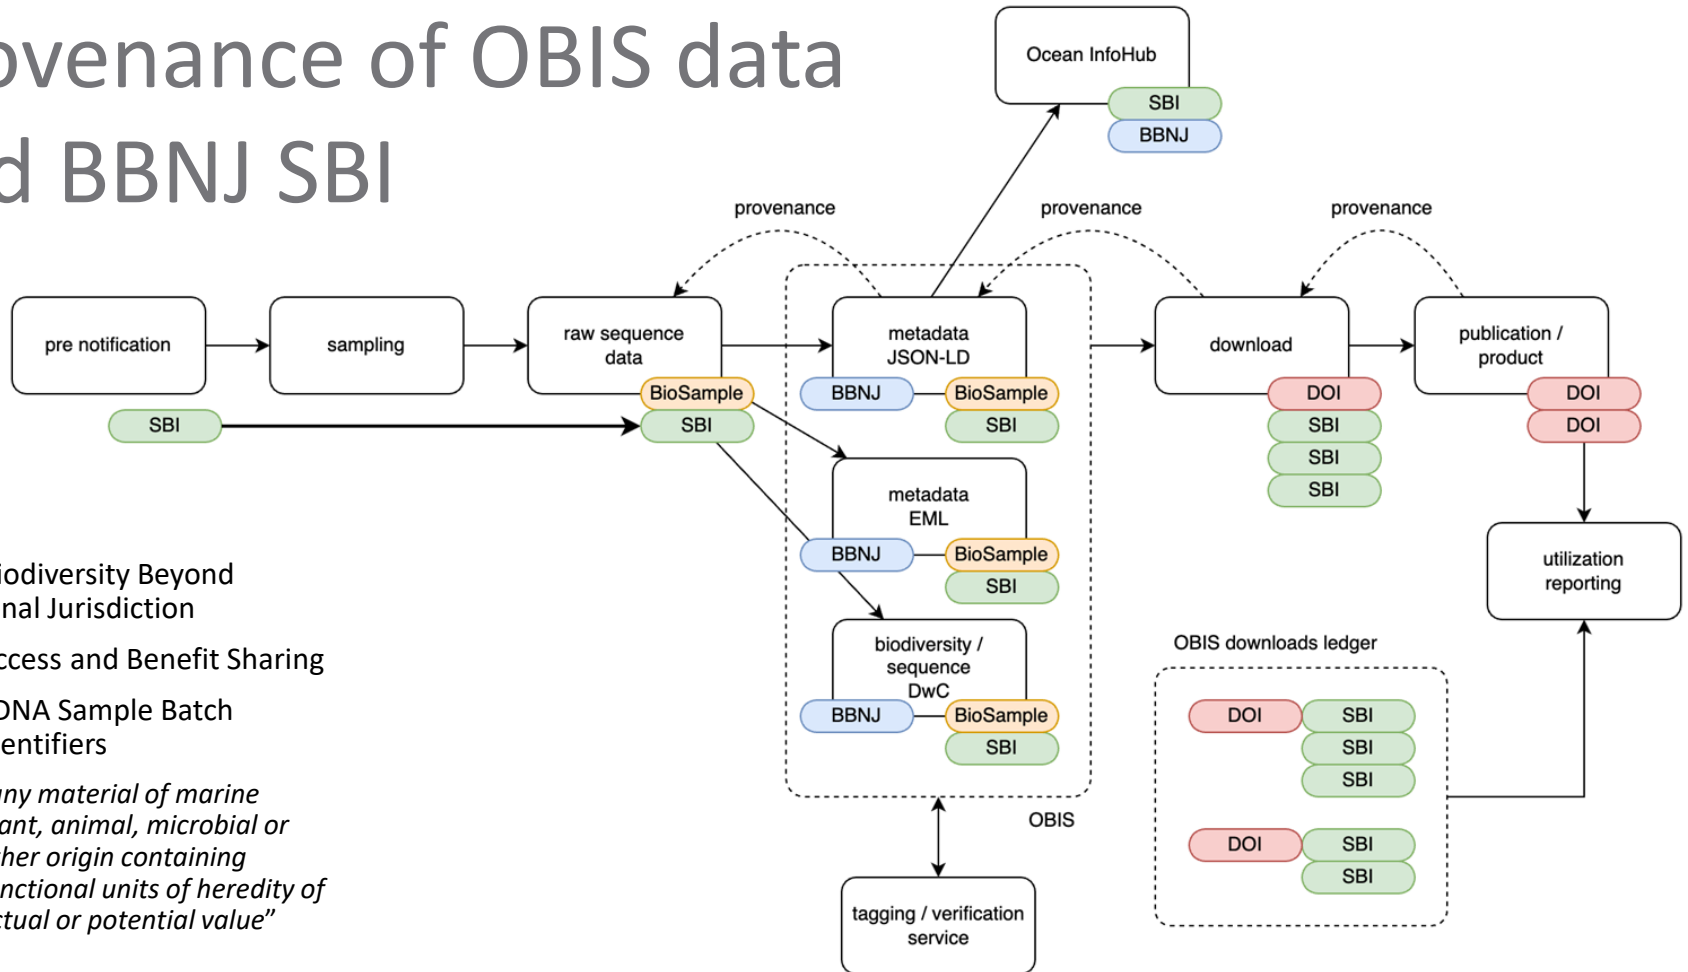 ovenance of OBIS data
d BBNJ SBI
Ocean InfoHub
SBI
BBNJ
provenance
provenance
provenance
pre notification
sampling
raw sequence
data
BioSample
SBI
SBI
metadata
JSON-LD
BBNJ
BioSample
SBI
metadata
EML
BBNJ
BioSample
SBI
biodiversity /
sequence
DwC
BBNJ
BioSample
SBI
OBIS
tagging / verification
service
download
DOI
SBI
SBI
SBI
publication /
product
DOI
DOI
utilization
reporting
OBIS downloads ledger
DOI
SBI
SBI
SBI
DOI
SBI
SBI
iodiversity Beyond
nal Jurisdiction
ccess and Benefit Sharing
DNA Sample Batch
entifiers
any material of marine
ant, animal, microbial or
ther origin containing
unctional units of heredity of
ctual or potential value”